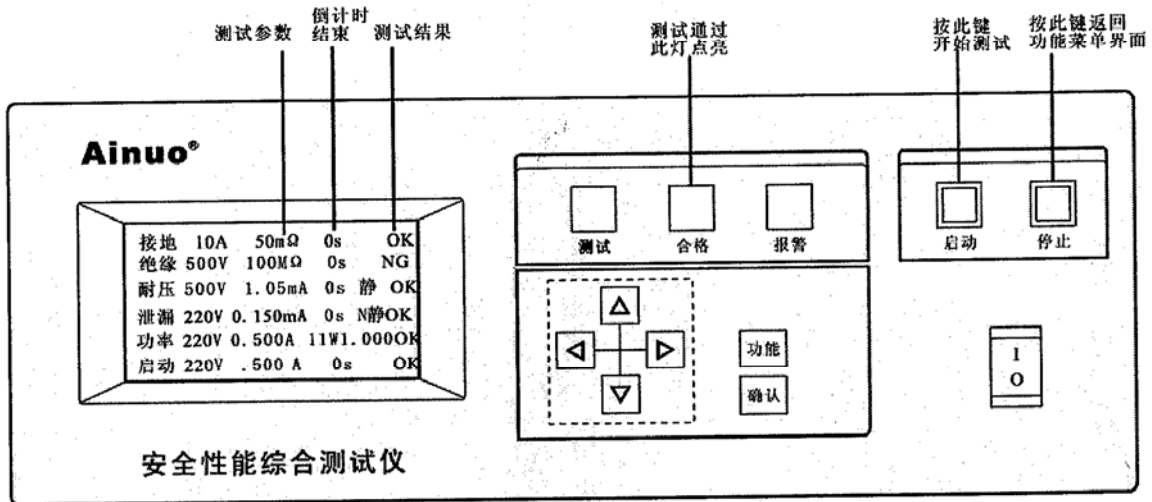 测试参数
倒计时
结束
测试结果
测试通过
此灯点亮
按此键
开始测试
按此键返回
功能菜单界面
Ainuo®
接地 10A 50mΩ 0s OK
绝缘 500V 100MΩ 0s NG
耐压 500V 1.05mA 0s 静 OK
泄漏 220V 0.150mA 0s N静OK
功率 220V 0.500A 11W1.000OK
启动 220V .500 A 0s OK
测试 合格 报警
启动 停止
功能
确认
I
O
安全性能综合测试仪